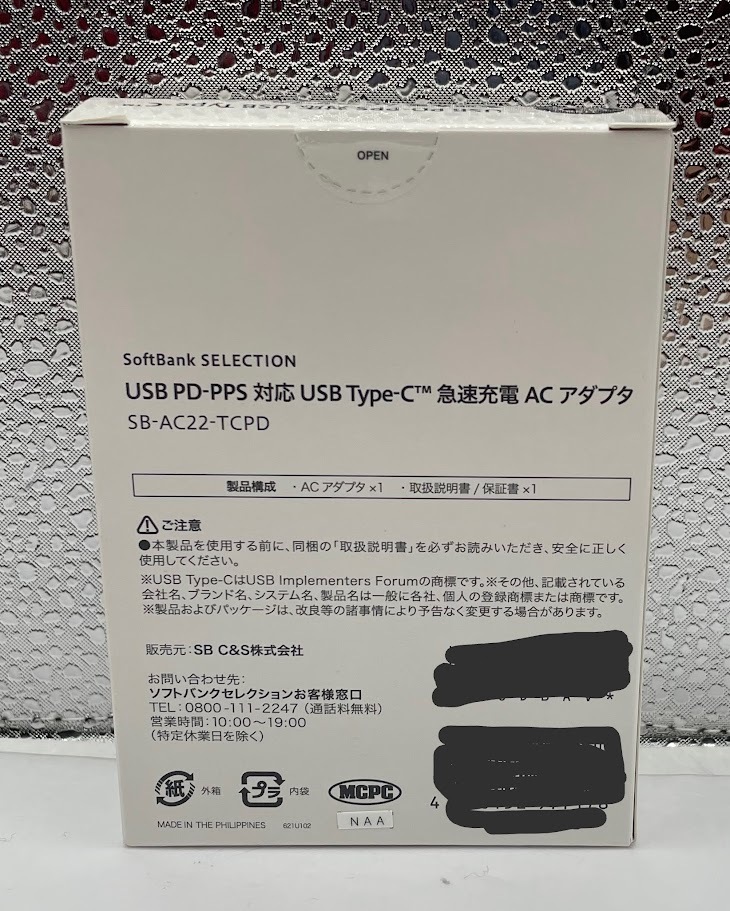 OPEN
SoftBank SELECTION
USB PD-PPS 対応 USB Type-C™ 急速充電 AC アダプタ
SB-AC22-TCPD
製品構成 ・ACアダプタ×1 ・取扱説明書/保証書×1
ご注意
●本製品を使用する前に、同梱の「取扱説明書」を必ずお読みいただき、安全に正しく
使用してください。
※USB Type-CはUSB Implementers Forumの商標です。※その他、記載されている
会社名、ブランド名、システム名、製品名は一般に各社、個人の登録商標または商標です。
※製品およびパッケージは、改良等の諸事情により予告なく変更する場合があります。
販売元：SB C&S株式会社
お問い合わせ先：
ソフトバンクセレクションお客様窓口
TEL：0800-111-2247（通話料無料）
営業時間：10:00～19:00
（特定休業日を除く）
紙 外箱 プラ 内袋 MCPC
NAA
MADE IN THE PHILIPPINES 621U102